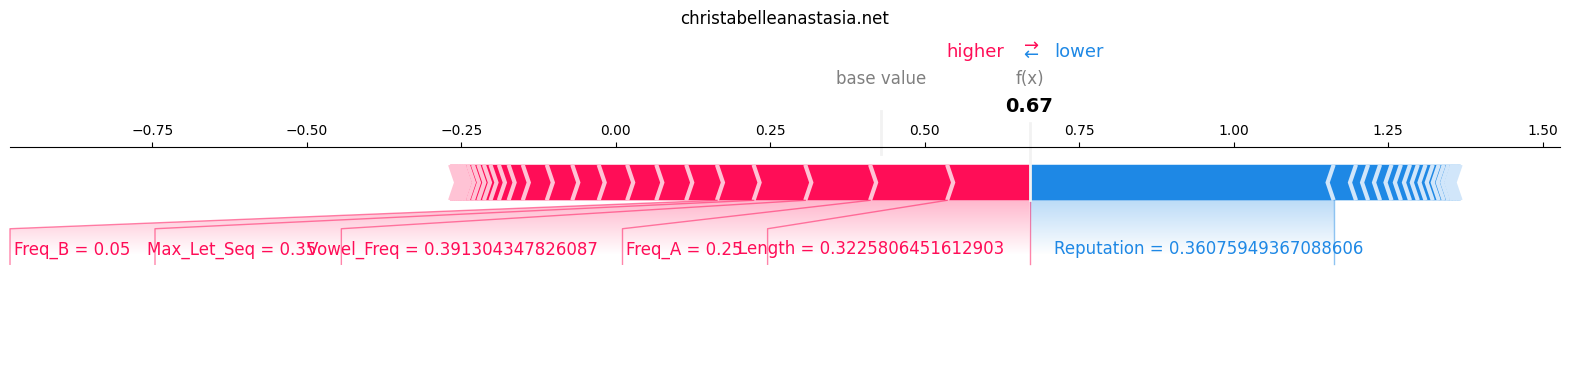 christabelleanastasia.net
higher ⇄ lower
base value f(x)
0.67
−0.75 −0.50 −0.25 0.00 0.25 0.50 0.75 1.00 1.25 1.50
Freq_B = 0.05 Max_Let_Seq = 0.35 Vowel_Freq = 0.391304347826087 Freq_A = 0.25 Length = 0.3225806451612903 Reputation = 0.36075949367088606